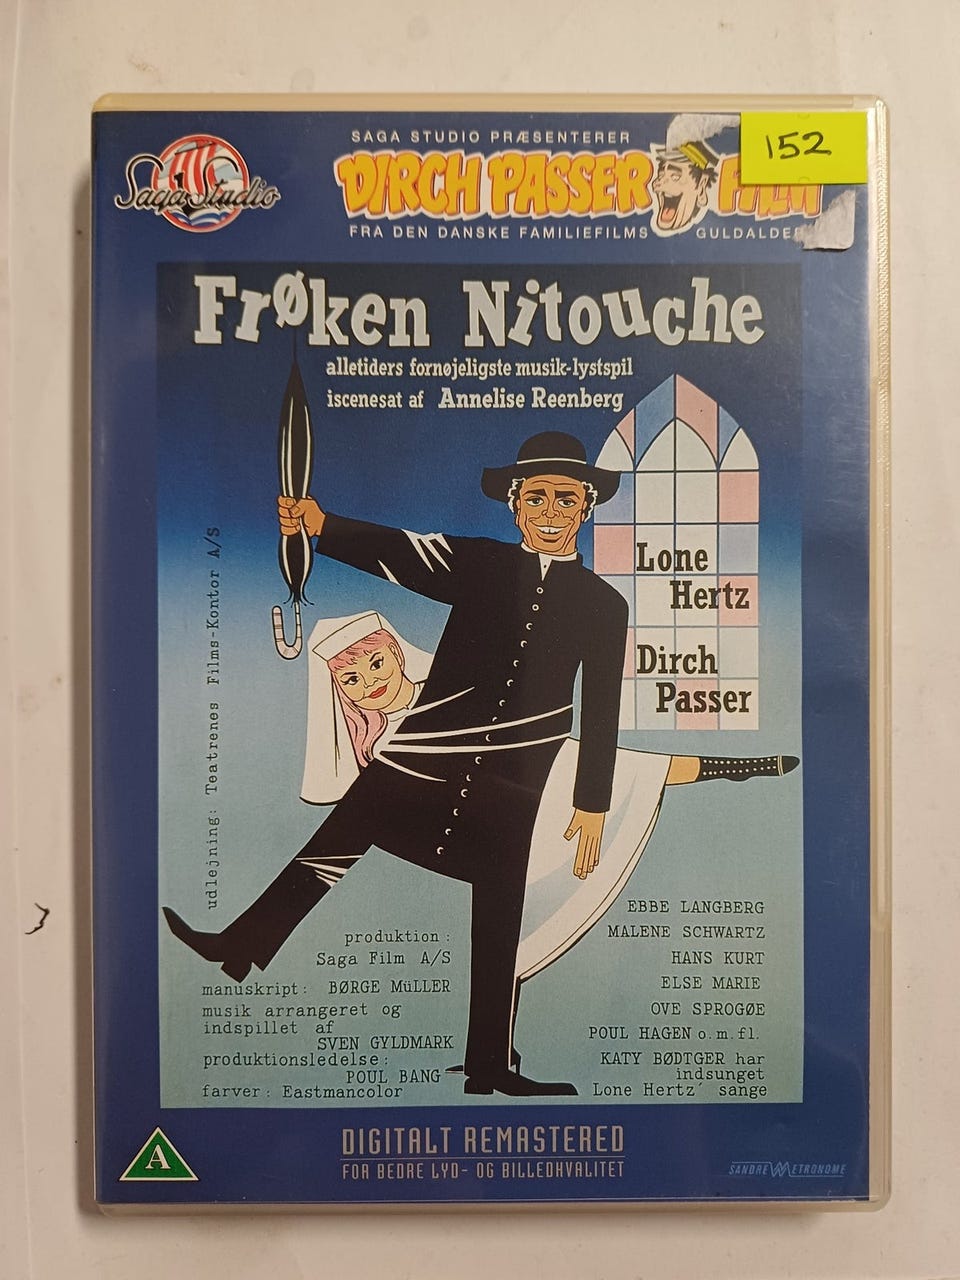 Saga Studio
SAGA STUDIO PRÆSENTERER
152
DIRCH PASSER FILM
FRA DEN DANSKE FAMILIEFILMS GULDALDER
Frøken Nitouche
alletiders fornøjeligste musik-lystspil
iscenesat af Annelise Reenberg
Lone
Hertz
Dirch
Passer
udlejning: Teatrenes Films-Kontor A/S
produktion:
Saga Film A/S
manuskript: BØRGE MüLLER
musik arrangeret og
indspillet af
SVEN GYLDMARK
produktionsledelse:
POUL BANG
farver: Eastmancolor
EBBE LANGBERG
MALENE SCHWARTZ
HANS KURT
ELSE MARIE
OVE SPROGØE
POUL HAGEN o.m.fl.
KATY BØDTGER har
indsunget
Lone Hertz´ sange
A
DIGITALT REMASTERED
FOR BEDRE LYD- OG BILLEDKVALITET
SANDREW METRONOME